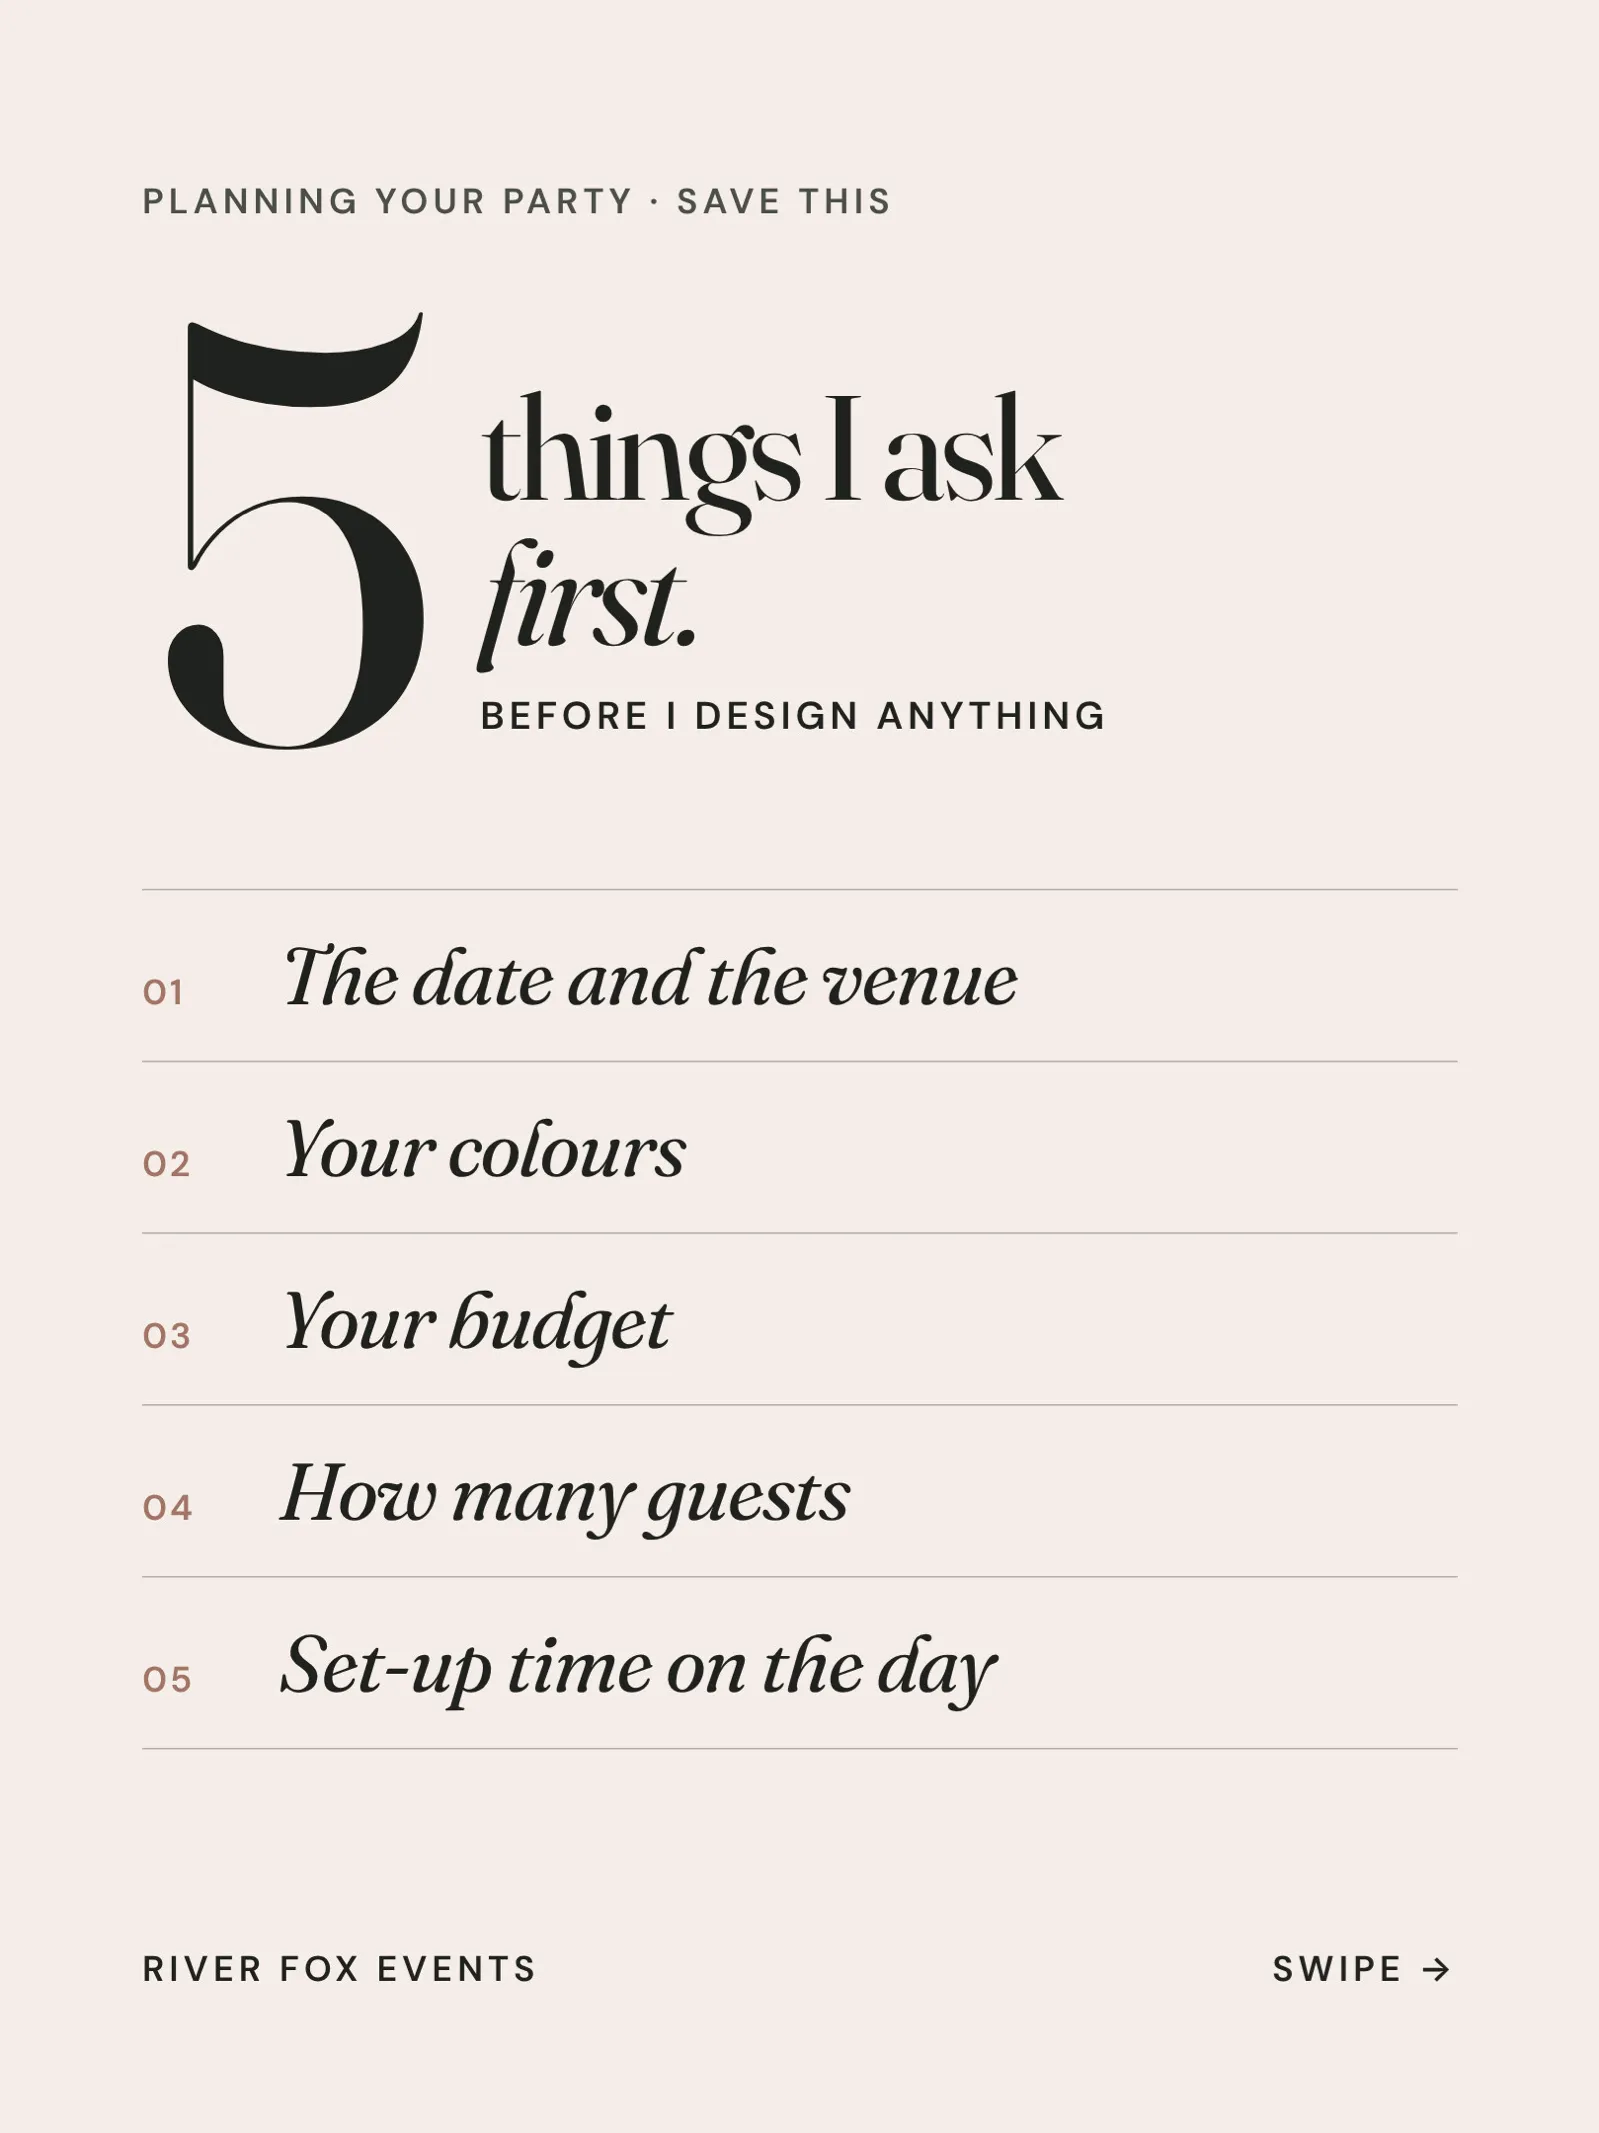 PLANNING YOUR PARTY · SAVE THIS
5
things I ask
first.
BEFORE I DESIGN ANYTHING
01 The date and the venue
02 Your colours
03 Your budget
04 How many guests
05 Set-up time on the day
RIVER FOX EVENTS
SWIPE →